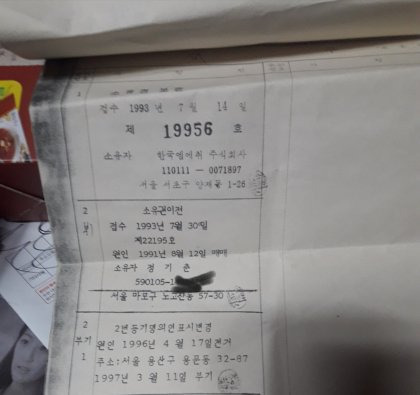 접수 1993 년 7 월 14 일
제 19956 호
소유자 한국엠에취 주식회사
110111 — 0071897
서울 서초구 양재동 1-26
2 소유권이전
부 접수 1993년 7월 30일
제22195호
원인 1991년 8월 12일 매매
소유자 정 기 춘
590105-1
서울 마포구 노고산동 57-30
2 2번등기명의인표시변경
부기 원인 1996년 4 월 17일전거
1 주소:서울 용산구 용문동 32-87
1997년 3 월 11일 부기